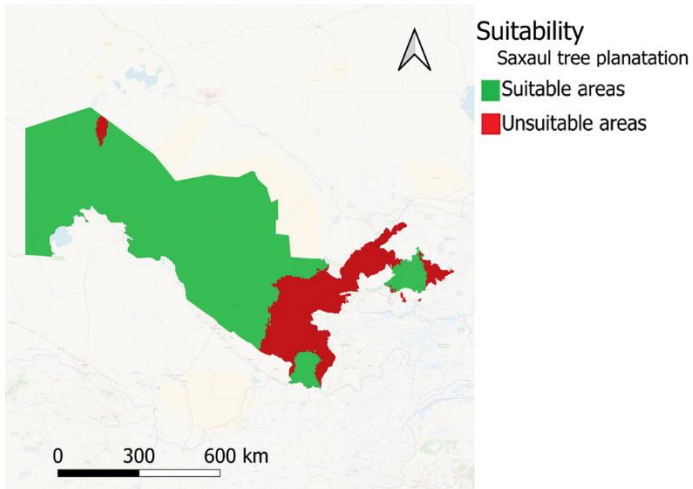 Suitability
Saxaul tree planatation
Suitable areas
Unsuitable areas
0 300 600 km